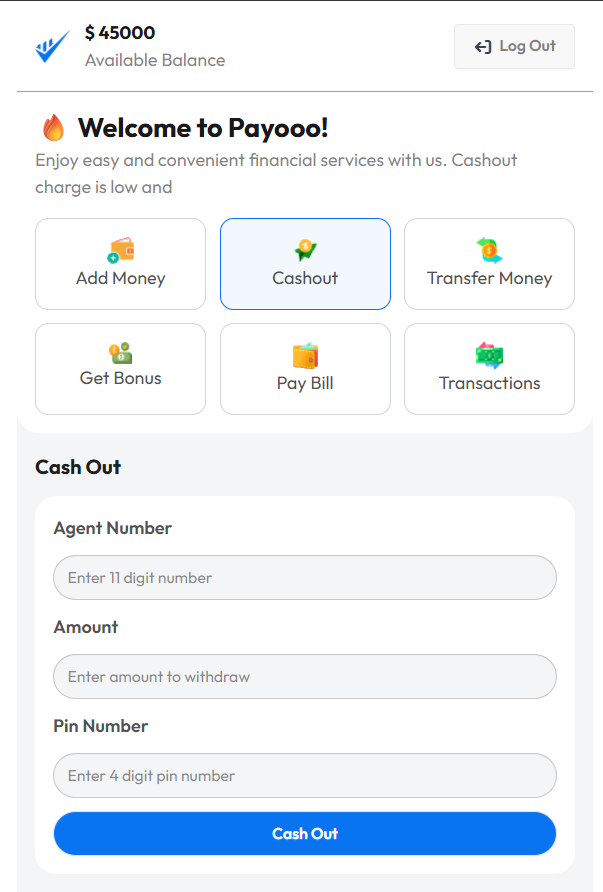 $ 45000
Available Balance
Log Out
Welcome to Payooo!
Enjoy easy and convenient financial services with us. Cashout
charge is low and
Add Money
Cashout
Transfer Money
Get Bonus
Pay Bill
Transactions
Cash Out
Agent Number
Enter 11 digit number
Amount
Enter amount to withdraw
Pin Number
Enter 4 digit pin number
Cash Out